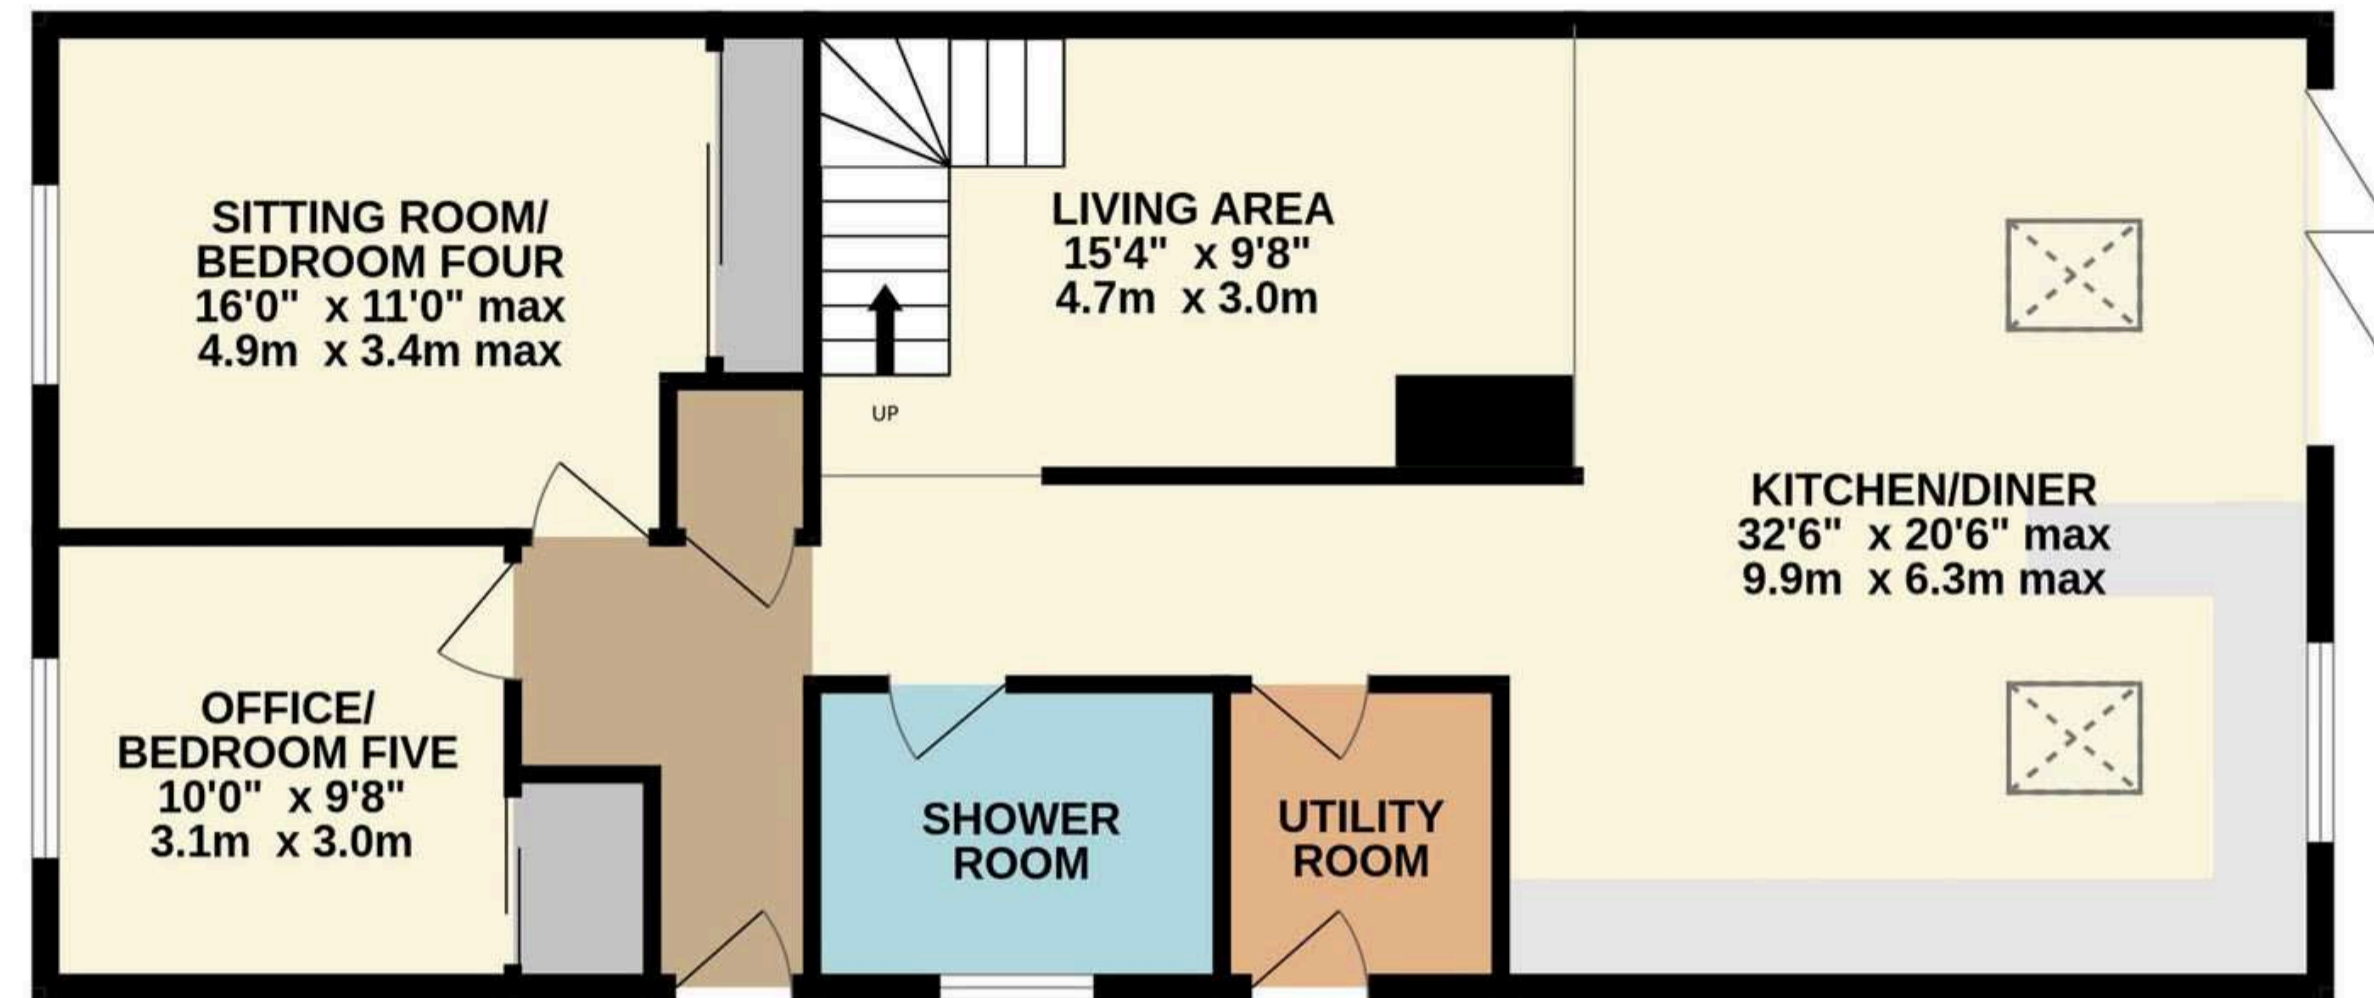 SITTING ROOM/
BEDROOM FOUR
16'0" x 11'0" max
4.9m x 3.4m max
LIVING AREA
15'4" x 9'8"
4.7m x 3.0m
UP
KITCHEN/DINER
32'6" x 20'6" max
9.9m x 6.3m max
OFFICE/
BEDROOM FIVE
10'0" x 9'8"
3.1m x 3.0m
SHOWER
ROOM
UTILITY
ROOM